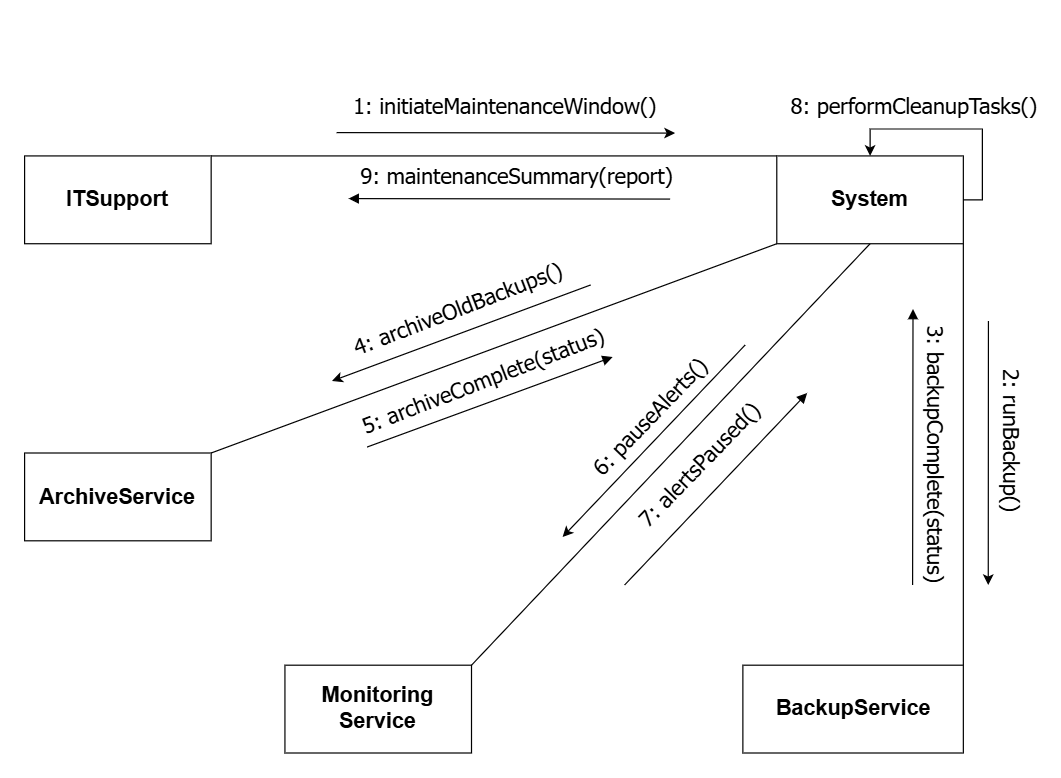 1: initiateMaintenanceWindow()
8: performCleanupTasks()
9: maintenanceSummary(report)
ITSupport
System
4: archiveOldBackups()
5: archiveComplete(status)
6: pauseAlerts()
7: alertsPaused()
3: backupComplete(status)
2: runBackup()
ArchiveService
Monitoring
Service
BackupService